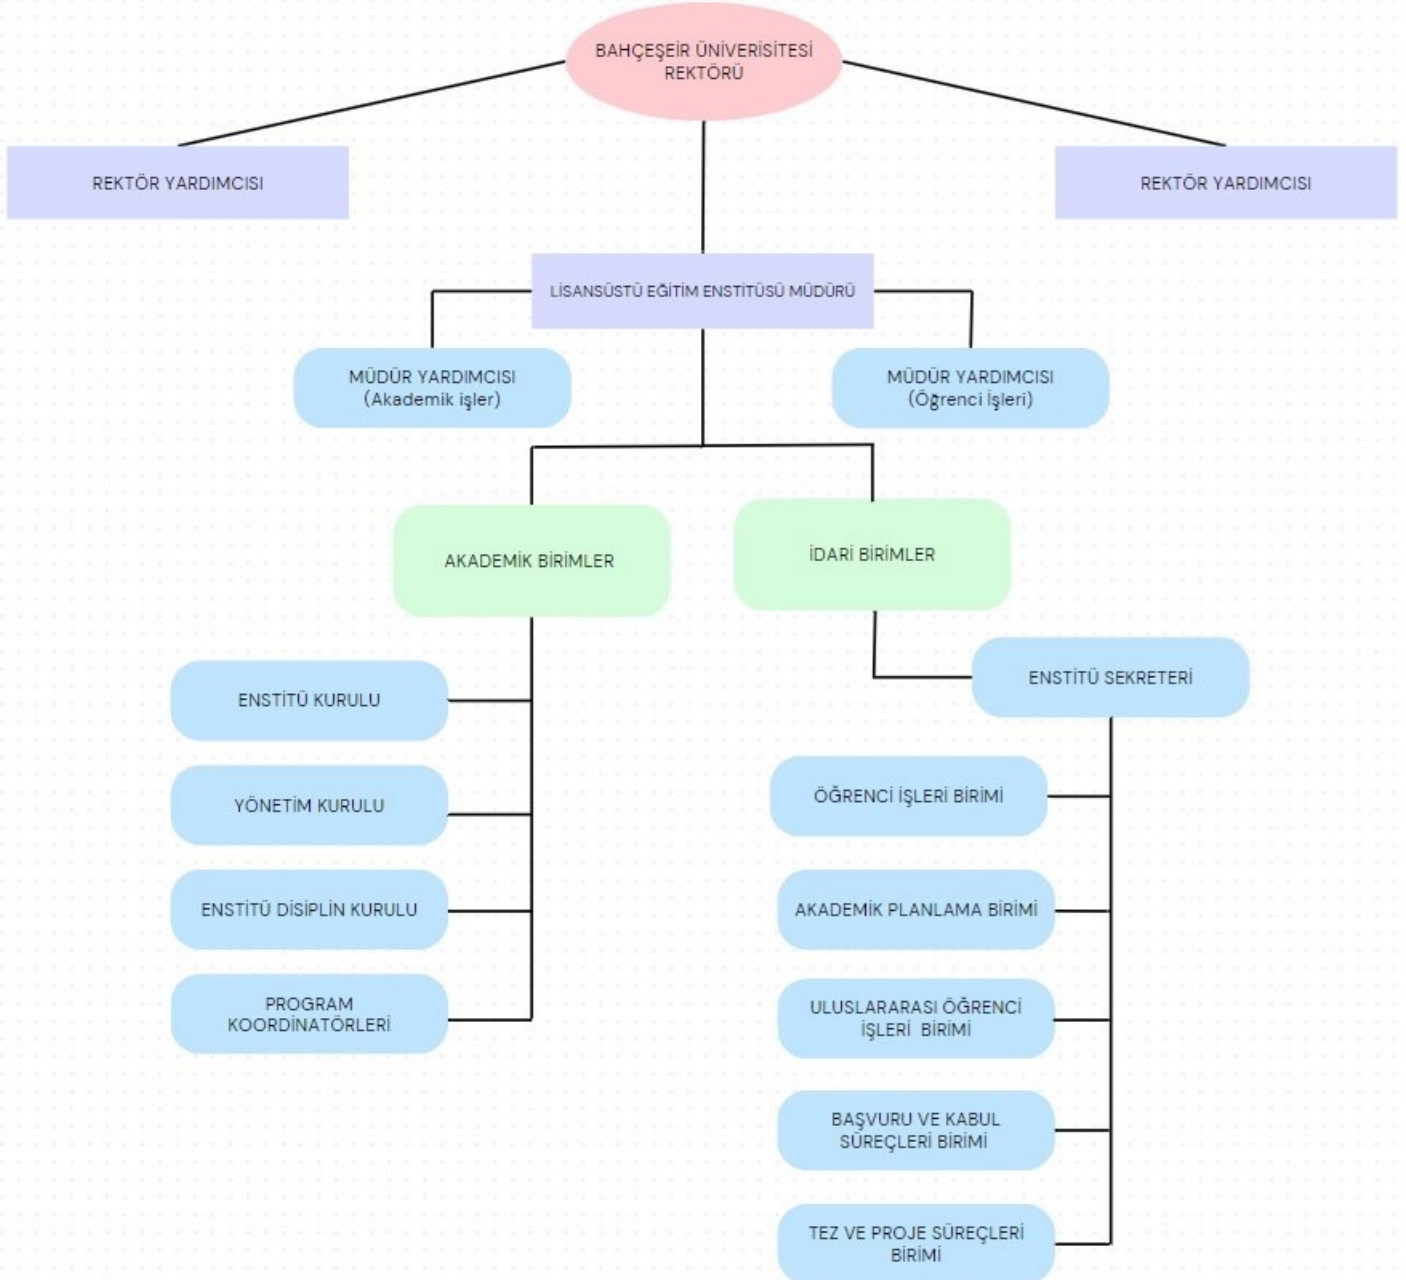 BAHÇEŞEİR ÜNİVERİSİTESİ
REKTÖRÜ
REKTÖR YARDIMCISI
REKTÖR YARDIMCISI
LİSANSÜSTÜ EĞİTİM ENSTİTÜSÜ MÜDÜRÜ
MÜDÜR YARDIMCISI
(Akademik işler)
MÜDÜR YARDIMCISI
(Öğrenci İşleri)
AKADEMİK BİRİMLER
İDARİ BİRİMLER
ENSTİTÜ KURULU
YÖNETİM KURULU
ENSTİTÜ DİSİPLİN KURULU
PROGRAM
KOORDİNATÖRLERİ
ENSTİTÜ SEKRETERİ
ÖĞRENCİ İŞLERİ BİRİMİ
AKADEMİK PLANLAMA BİRİMİ
ULUSLARARASI ÖĞRENCİ
İŞLERİ BİRİMİ
BAŞVURU VE KABUL
SÜREÇLERİ BİRİMİ
TEZ VE PROJE SÜREÇLERİ
BİRİMİ